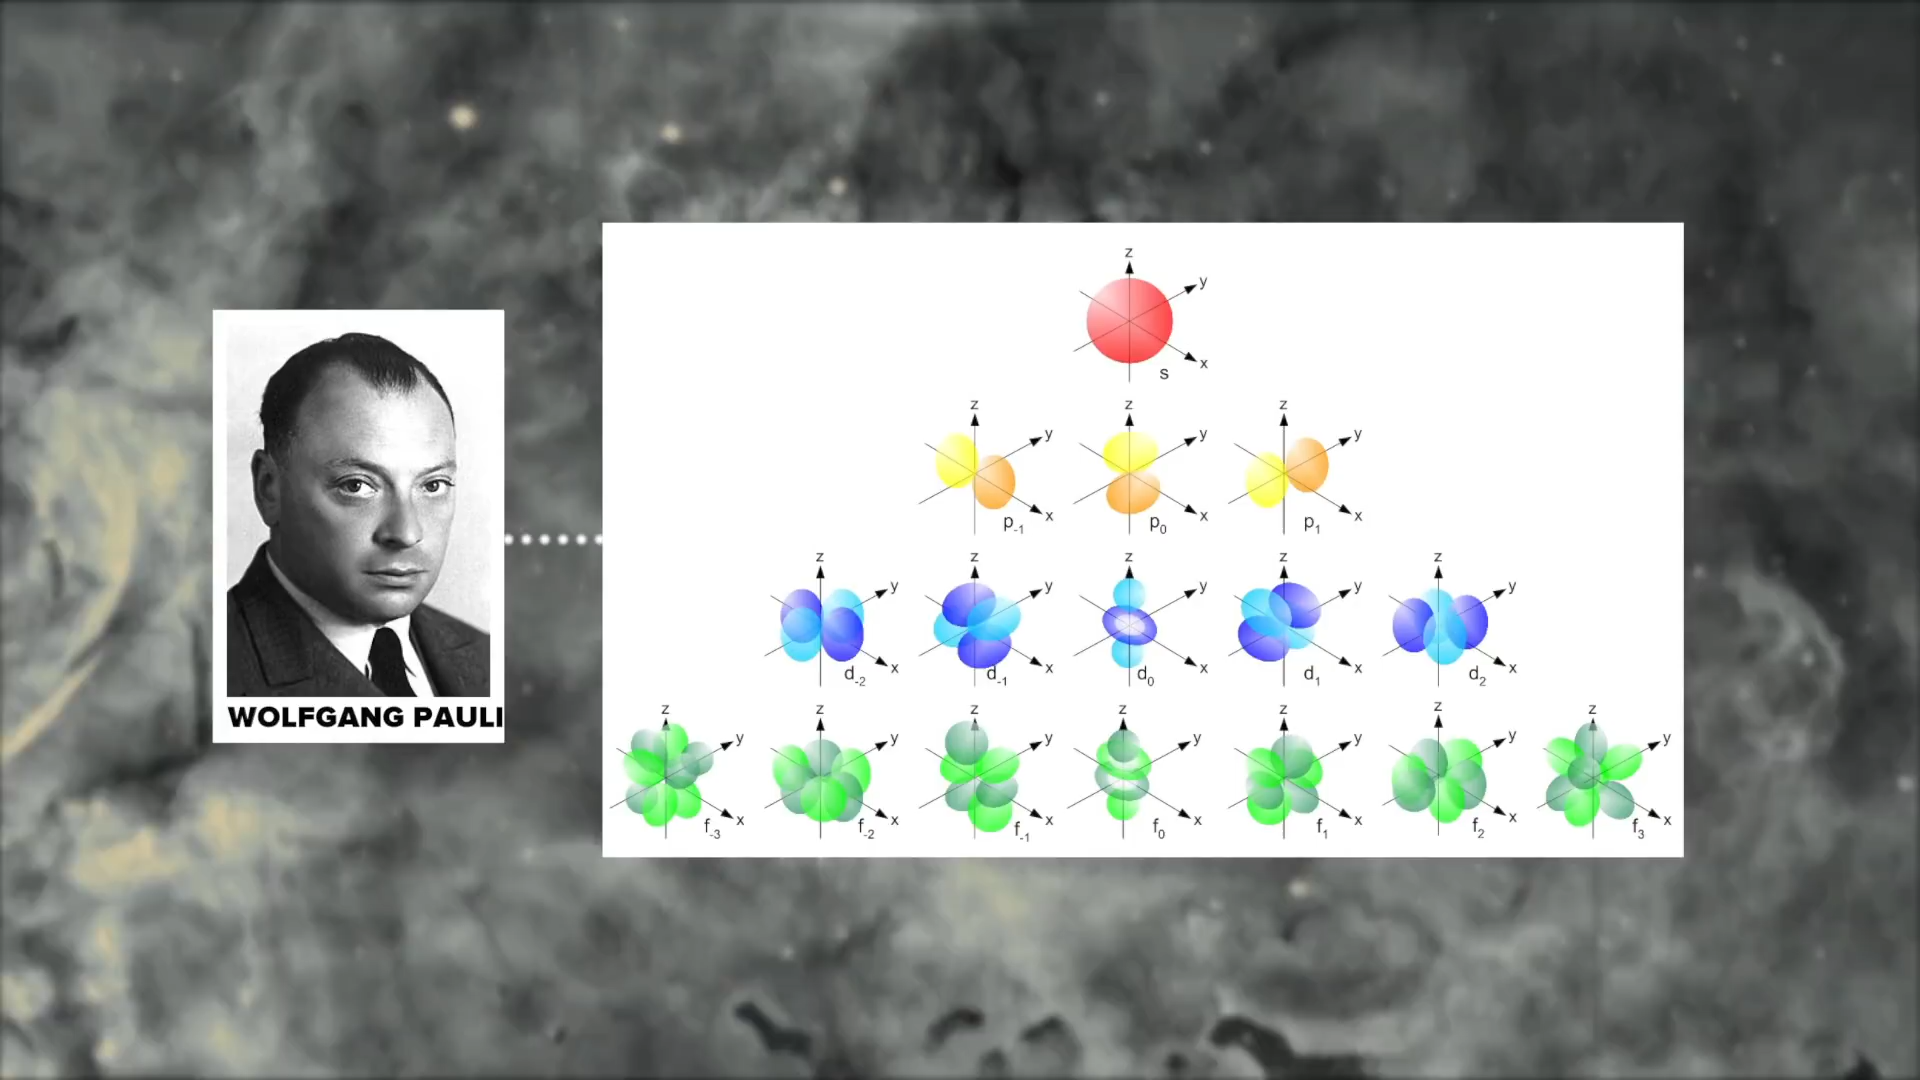 WOLFGANG PAULI
z y x s
z y x p-1 z y x p0 z y x p1
z y x d-2 z y x d-1 z y x d0 z y x d1 z y x d2
z y x f-3 z y x f-2 z y x f-1 z y x f0 z y x f1 z y x f2 z y x f3